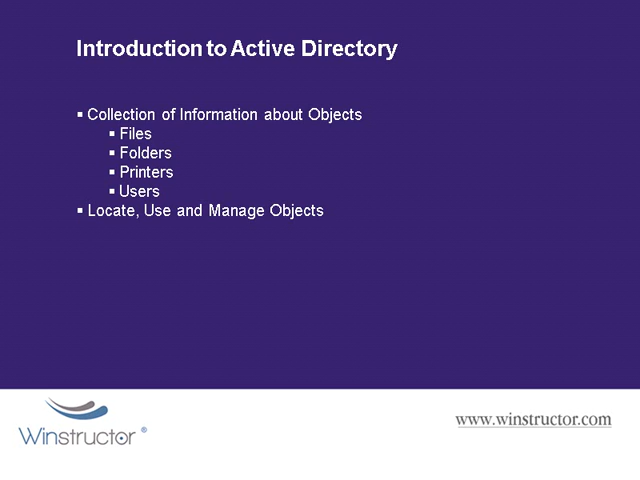 Introduction to Active Directory
▪ Collection of Information about Objects
▪ Files
▪ Folders
▪ Printers
▪ Users
▪ Locate, Use and Manage Objects
Winstructor ®
www.winstructor.com